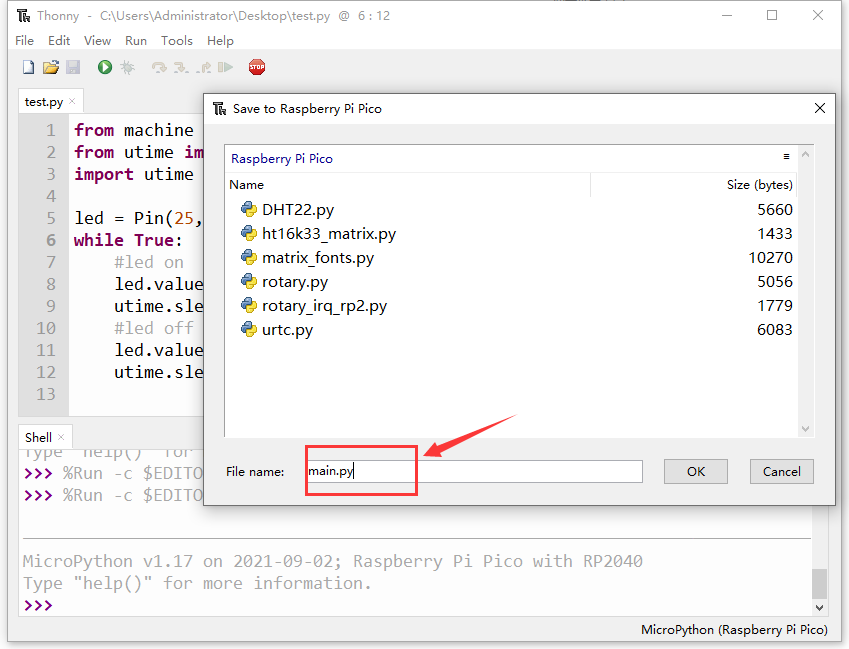 Thonny - C:\Users\Administrator\Desktop\test.py @ 6 : 12
File Edit View Run Tools Help
STOP
test.py ×
Save to Raspberry Pi Pico
1 from machine
2 from utime im
3 import utime
4
5 led = Pin(25,
6 while True:
7 #led on
8 led.value
9 utime.sle
10 #led off
11 led.value
12 utime.sle
13
Raspberry Pi Pico
Name Size (bytes)
DHT22.py 5660
ht16k33_matrix.py 1433
matrix_fonts.py 10270
rotary.py 5056
rotary_irq_rp2.py 1779
urtc.py 6083
File name: main.py OK Cancel
Shell ×
Type "help()" for
>>> %Run -c $EDITO
>>> %Run -c $EDITO
MicroPython v1.17 on 2021-09-02; Raspberry Pi Pico with RP2040
Type "help()" for more information.
>>>
MicroPython (Raspberry Pi Pico)